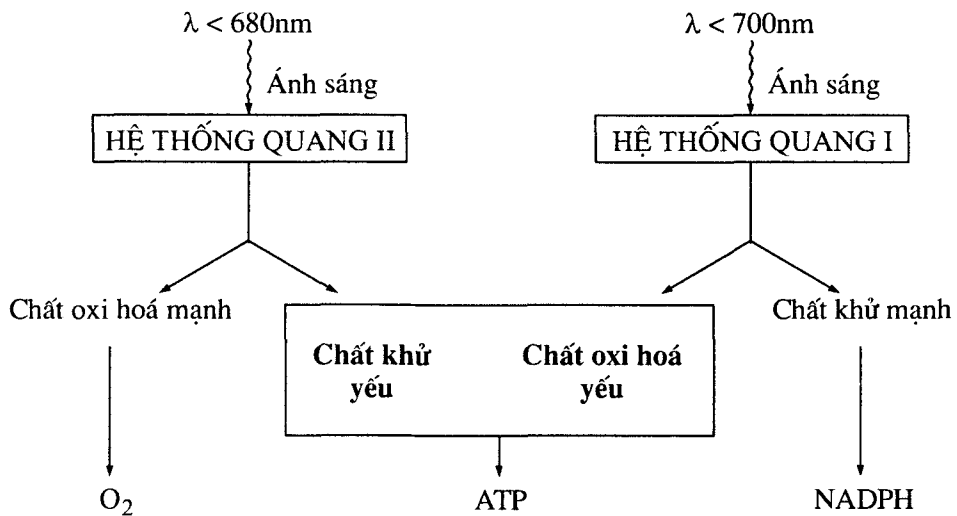 λ < 680nm
λ < 700nm
Ánh sáng
Ánh sáng
HỆ THỐNG QUANG II
HỆ THỐNG QUANG I
Chất oxi hoá mạnh
Chất khử mạnh
Chất khử
yếu
Chất oxi hoá
yếu
O₂
ATP
NADPH